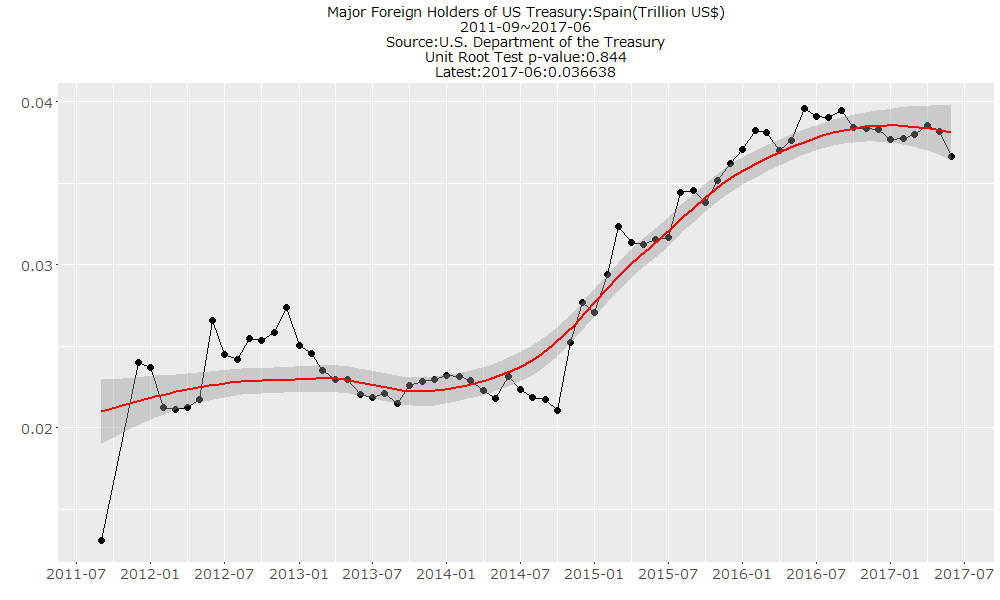 Major Foreign Holders of US Treasury:Spain(Trillion US$)
2011-09~2017-06
Source:U.S. Department of the Treasury
Unit Root Test p-value:0.844
Latest:2017-06:0.036638
0.04
0.03
0.02
2011-07 2012-01 2012-07 2013-01 2013-07 2014-01 2014-07 2015-01 2015-07 2016-01 2016-07 2017-01 2017-07